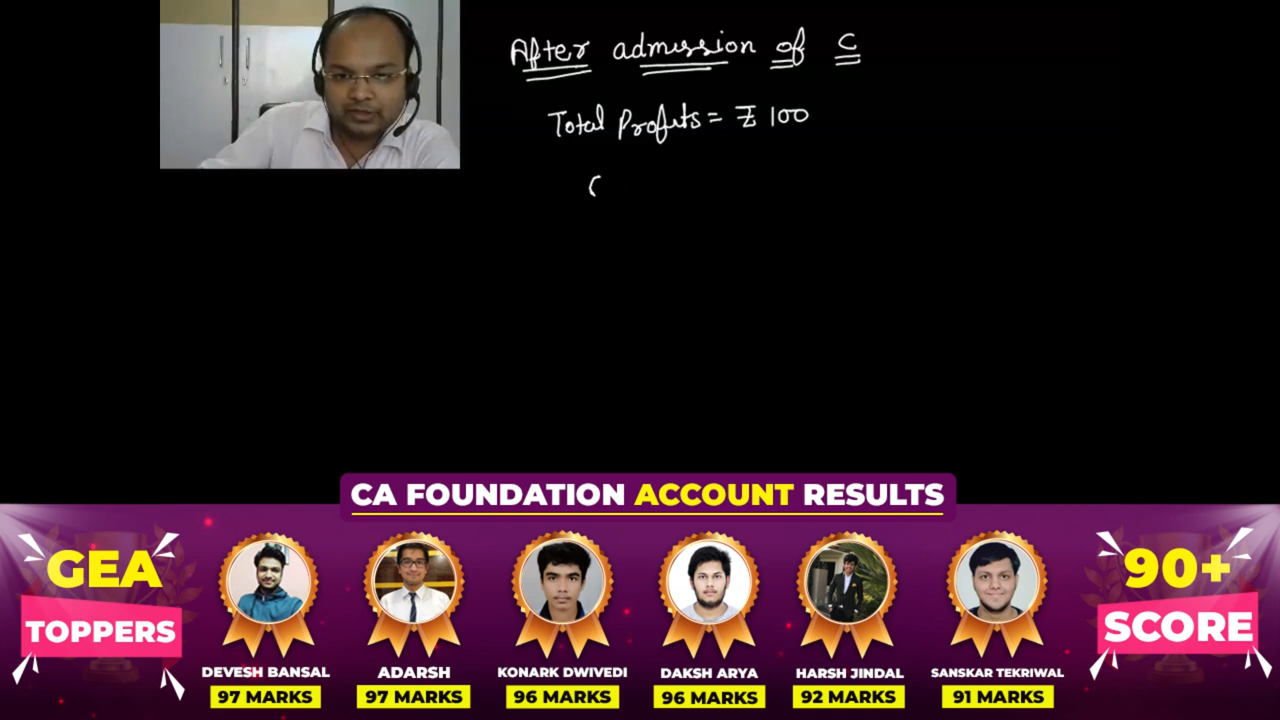 After admission of C
Total Profits = ₹ 100
(
CA FOUNDATION ACCOUNT RESULTS
GEA
TOPPERS
DEVESH BANSAL
97 MARKS
ADARSH
97 MARKS
KONARK DWIVEDI
96 MARKS
DAKSH ARYA
96 MARKS
HARSH JINDAL
92 MARKS
SANSKAR TEKRIWAL
91 MARKS
90+
SCORE